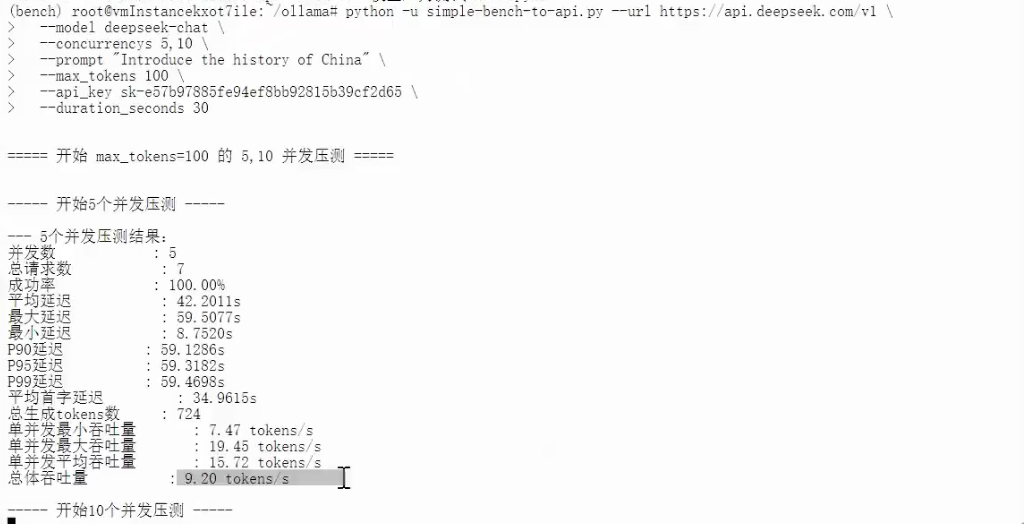 (bench) root@vmInstancekxot7ile:~/ollama# python -u simple-bench-to-api.py --url https://api.deepseek.com/v1 \
>   --model deepseek-chat \
>   --concurrencys 5,10 \
>   --prompt "Introduce the history of China" \
>   --max_tokens 100 \
>   --api_key sk-e57b97885fe94ef8bb92815b39cf2d65 \
>   --duration_seconds 30
===== 开始 max_tokens=100 的 5,10 并发压测 =====
----- 开始5个并发压测 -----
--- 5个并发压测结果:
并发数 : 5
总请求数 : 7
成功率 : 100.00%
平均延迟 : 42.2011s
最大延迟 : 59.5077s
最小延迟 : 8.7520s
P90延迟 : 59.1286s
P95延迟 : 59.3182s
P99延迟 : 59.4698s
平均首字延迟 : 34.9615s
总生成tokens数 : 724
单并发最小吞吐量 : 7.47 tokens/s
单并发最大吞吐量 : 19.45 tokens/s
单并发平均吞吐量 : 15.72 tokens/s
总体吞吐量 : 9.20 tokens/s
----- 开始10个并发压测 -----